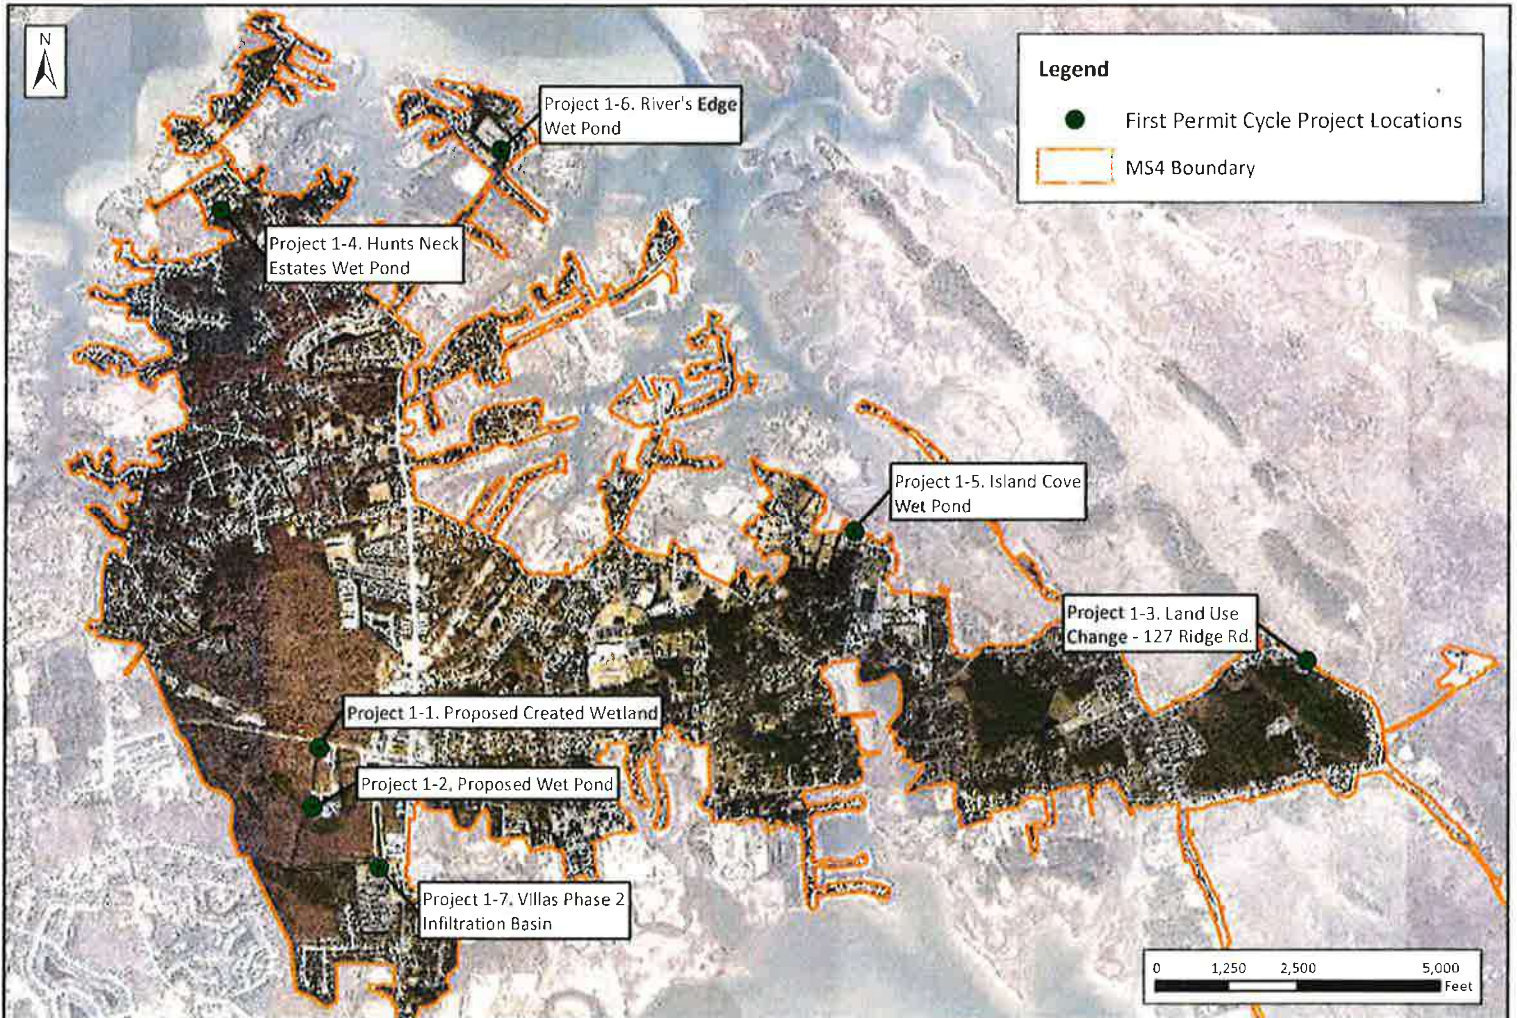 N
Legend
First Permit Cycle Project Locations
MS4 Boundary
Project 1-6. River's Edge
Wet Pond
Project 1-4. Hunts Neck
Estates Wet Pond
Project 1-5. Island Cove
Wet Pond
Project 1-3. Land Use
Change - 127 Ridge Rd.
Project 1-1. Proposed Created Wetland
Project 1-2. Proposed Wet Pond
Project 1-7. Villas Phase 2
Infiltration Basin
0 1,250 2,500 5,000
Feet